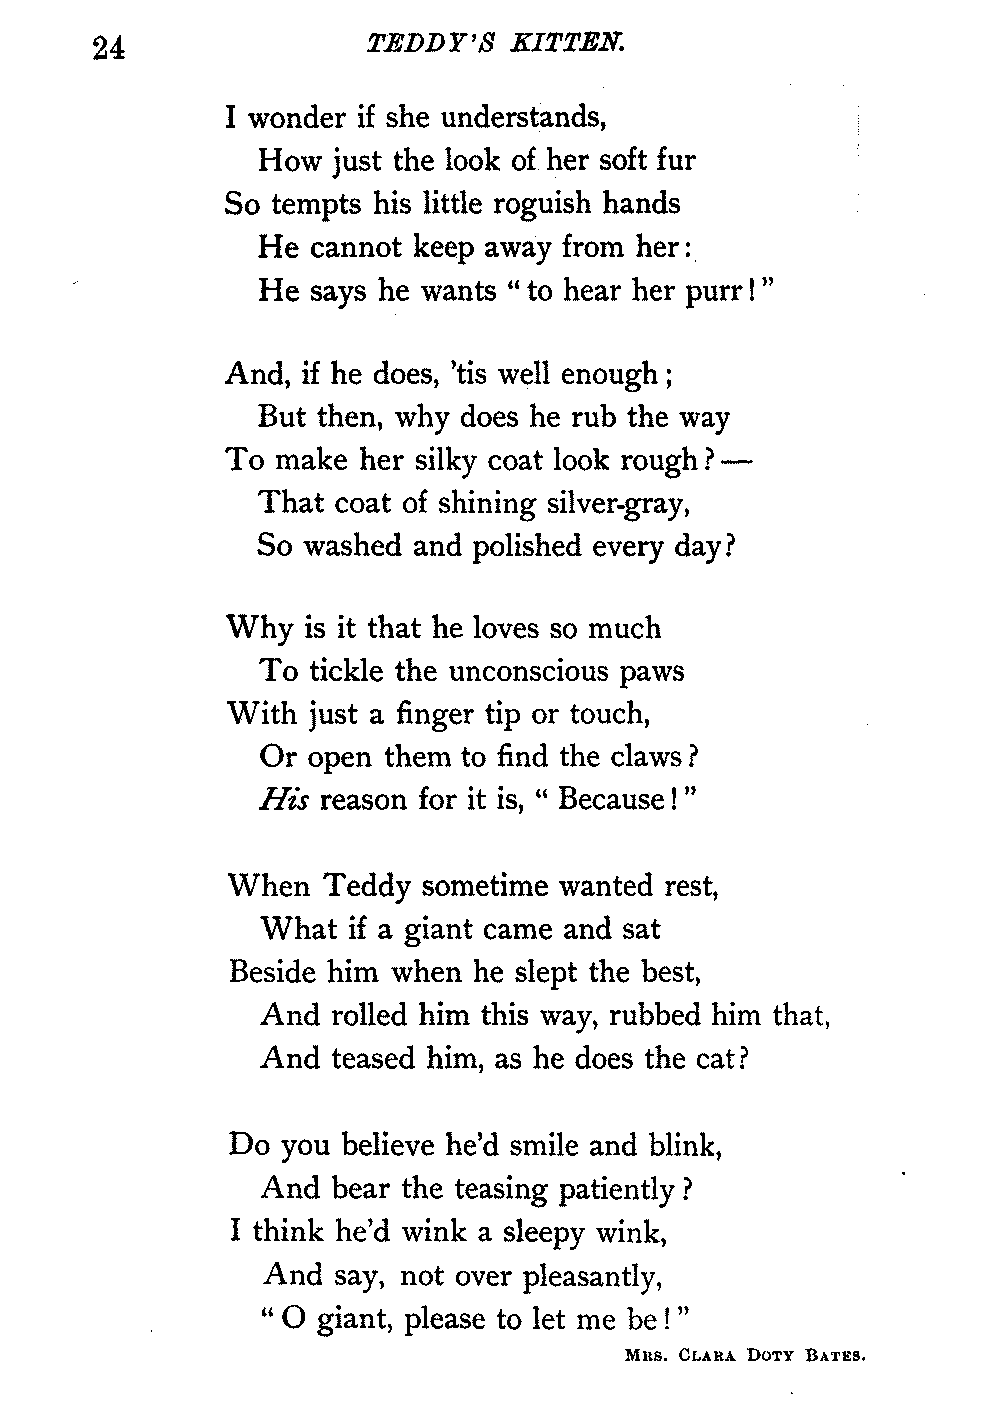 24 TEDDY'S KITTEN.
I wonder if she understands,
How just the look of her soft fur
So tempts his little roguish hands
He cannot keep away from her:
He says he wants "to hear her purr!"
And, if he does, 'tis well enough;
But then, why does he rub the way
To make her silky coat look rough?—
That coat of shining silver-gray,
So washed and polished every day?
Why is it that he loves so much
To tickle the unconscious paws
With just a finger tip or touch,
Or open them to find the claws?
His reason for it is, "Because!"
When Teddy sometime wanted rest,
What if a giant came and sat
Beside him when he slept the best,
And rolled him this way, rubbed him that,
And teased him, as he does the cat?
Do you believe he'd smile and blink,
And bear the teasing patiently?
I think he'd wink a sleepy wink,
And say, not over pleasantly,
"O giant, please to let me be!"
MRS. CLARA DOTY BATES.